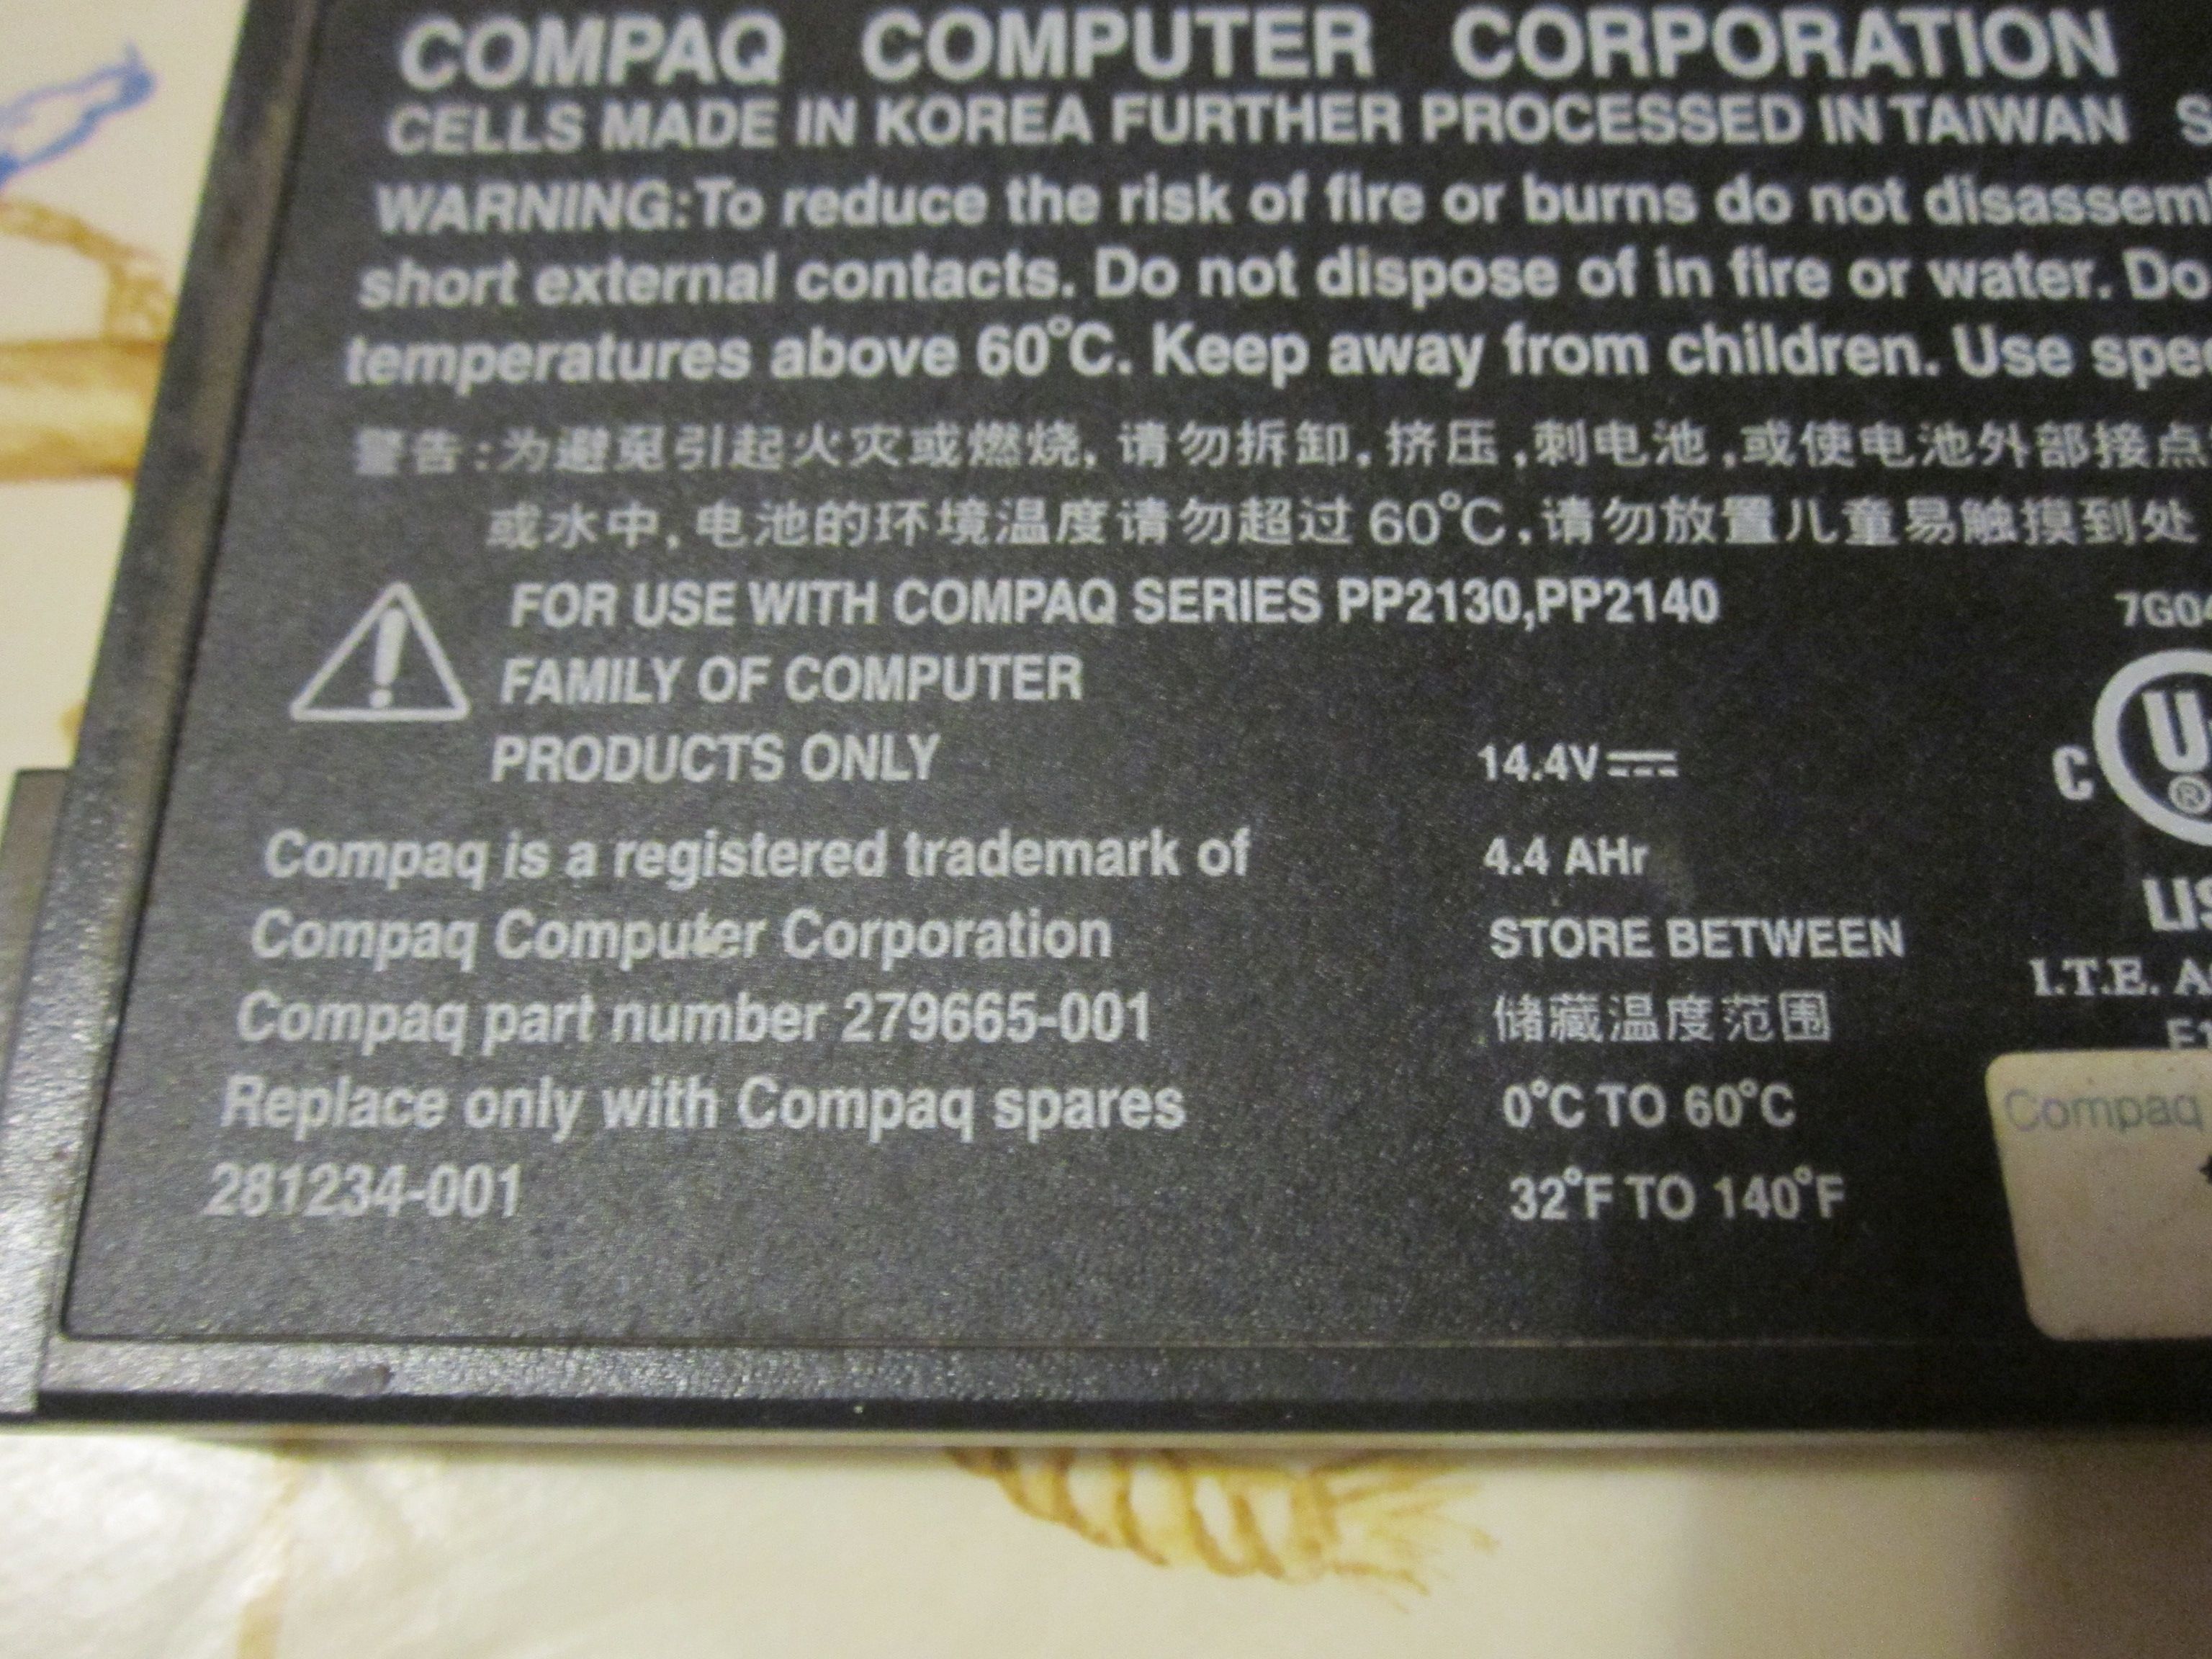 COMPAQ COMPUTER CORPORATION
CELLS MADE IN KOREA FURTHER PROCESSED IN TAIWAN
WARNING:To reduce the risk of fire or burns do not
short external contacts. Do not dispose of in fire or water. Do
temperatures above 60°C. Keep away from children. Use
警告:为避免引起火灾或燃烧,请勿拆卸,挤压,刺电池,或使电池外部接点
或水中,电池的环境温度请勿超过60°C,请勿放置儿童易触摸到处
FOR USE WITH COMPAQ SERIES PP2130,PP2140
FAMILY OF COMPUTER
PRODUCTS ONLY
Compaq is a registered trademark of
Compaq Computer Corporation
Compaq part number 279665-001
Replace only with Compaq spares
281234-001
14.4V
4.4 AHr
STORE BETWEEN
储藏温度范围
0°C TO 60°C
32°F TO 140°F
C
®
I.T.E.
Compaq